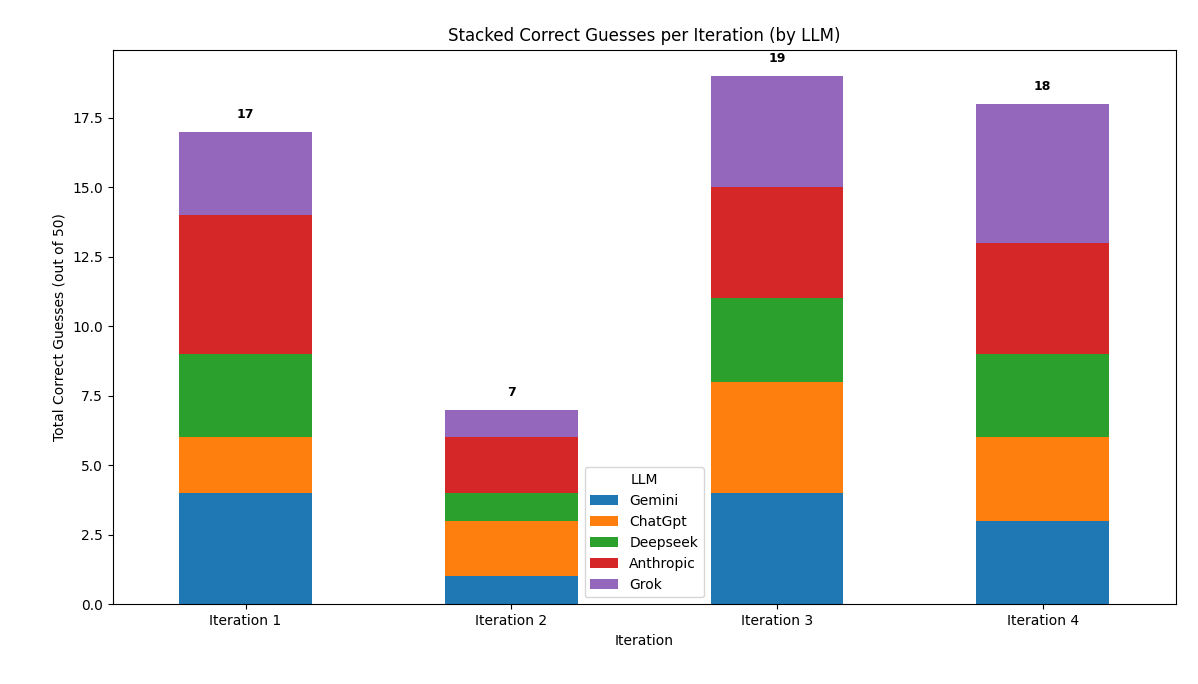 Stacked Correct Guesses per Iteration (by LLM)
19
18
17
7
17.5
15.0
12.5
10.0
7.5
5.0
2.5
0.0
Total Correct Guesses (out of 50)
LLM
Gemini
ChatGpt
Deepseek
Anthropic
Grok
Iteration 1
Iteration 2
Iteration 3
Iteration 4
Iteration